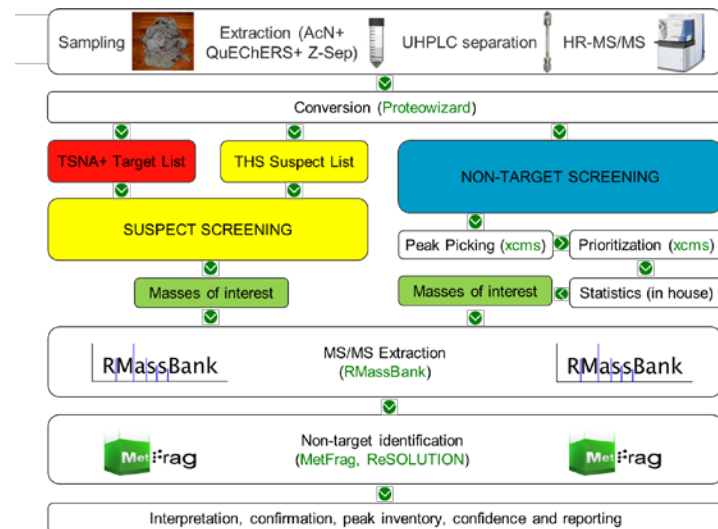 Sampling
Extraction (AcN+
QuEChERS+ Z-Sep)
UHPLC separation
HR-MS/MS
Conversion (Proteowizard)
TSNA+ Target List
THS Suspect List
NON-TARGET SCREENING
SUSPECT SCREENING
Peak Picking (xcms)
Prioritization (xcms)
Masses of interest
Masses of interest
Statistics (in house)
RMassBank
MS/MS Extraction
(RMassBank)
RMassBank
MetFrag
Non-target identification
(MetFrag, ReSOLUTION)
MetFrag
Interpretation, confirmation, peak inventory, confidence and reporting